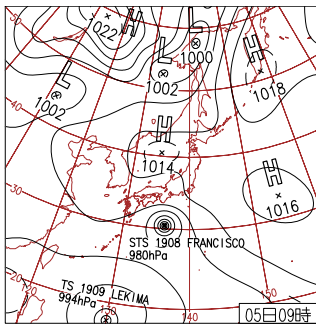 H
1022
L
1000
H
1018
L
1002
L
1002
H
1014
H
1016
50
40
30
20
STS 1908 FRANCISCO
980hPa
TS 1909 LEKIMA
994hPa
130
140
150
05日09時